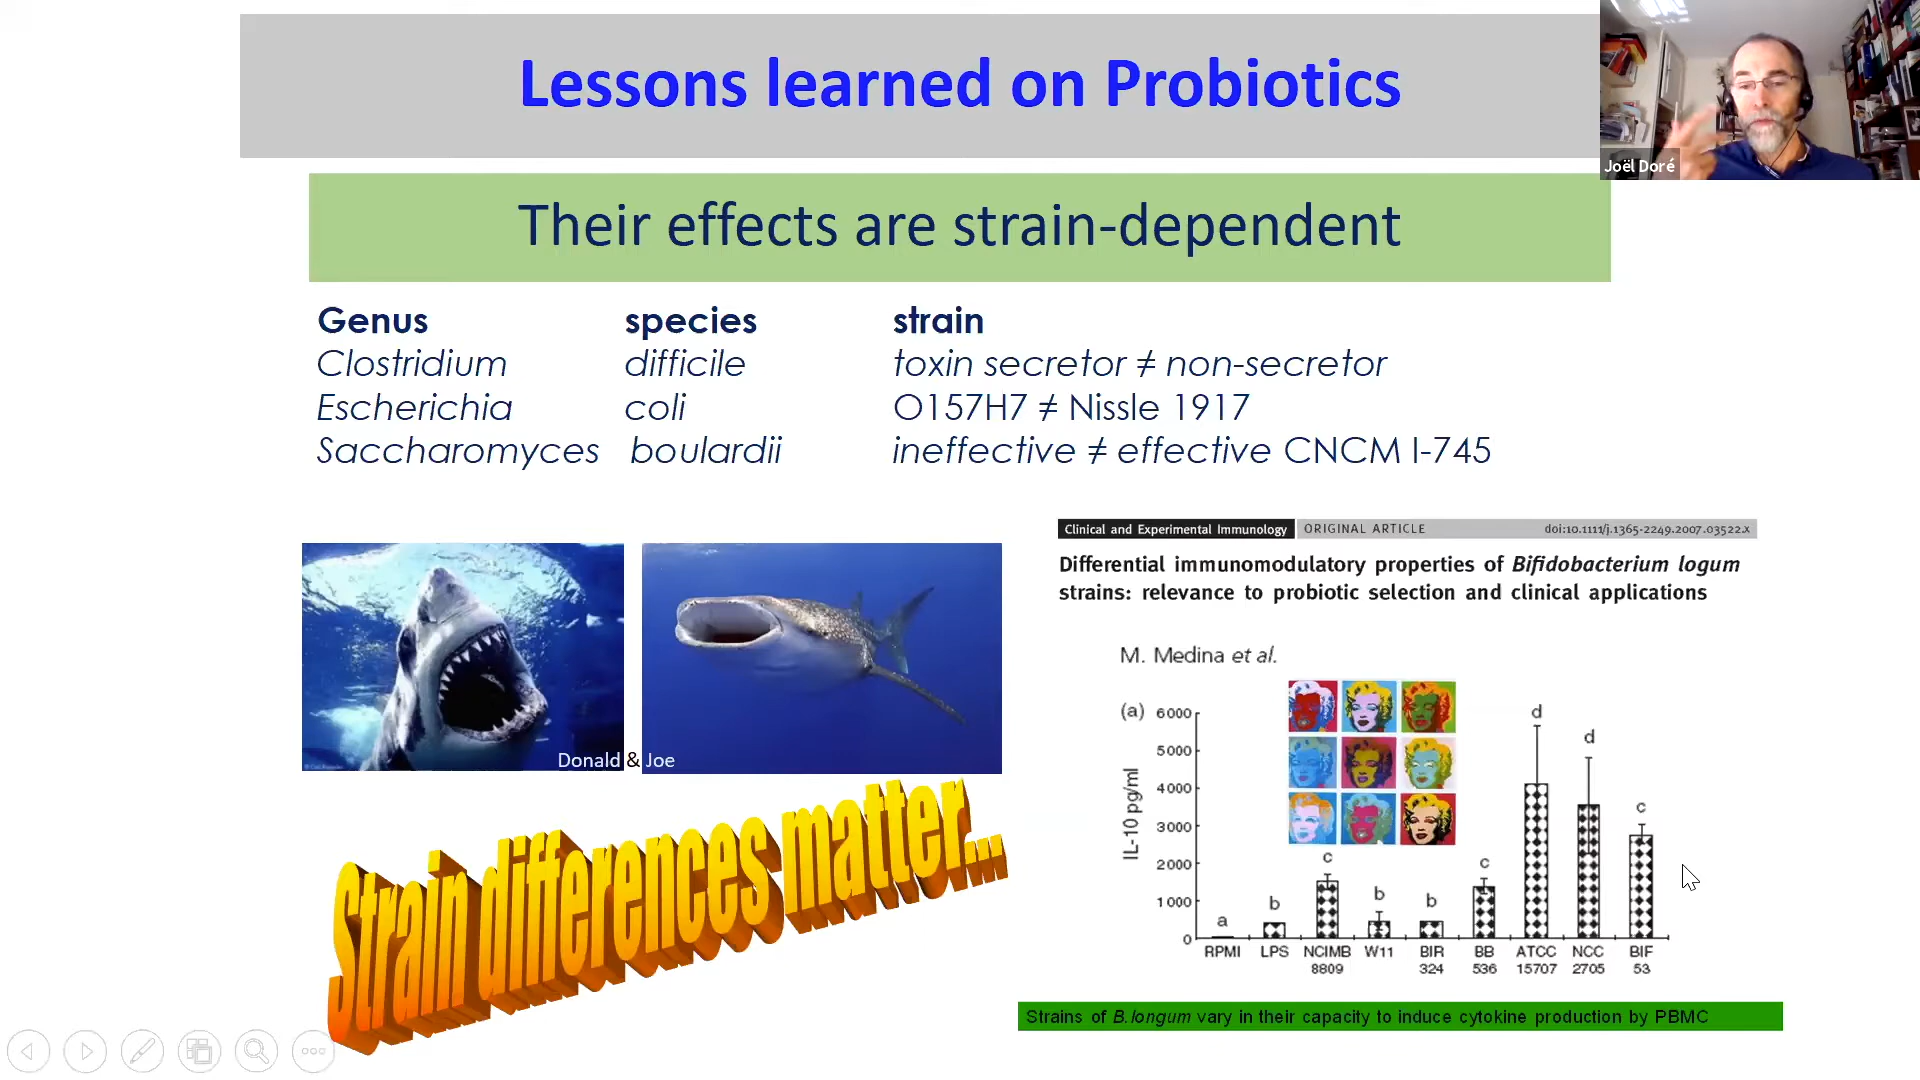 Lessons learned on Probiotics
Joël Doré
Their effects are strain-dependent
Genus species strain
Clostridium difficile toxin secretor ≠ non-secretor
Escherichia coli O157H7 ≠ Nissle 1917
Saccharomyces boulardii ineffective ≠ effective CNCM I-745
Clinical and Experimental Immunology ORIGINAL ARTICLE doi:10.1111/j.1365-2249.2007.03522.x
Differential immunomodulatory properties of Bifidobacterium logum
strains: relevance to probiotic selection and clinical applications
M. Medina et al.
Donald & Joe
Strain differences matter...
(a)
IL-10 pg/ml
6000
5000
4000
3000
2000
1000
0
a b c b b c d d c
RPMI LPS NCIMB W11 BIR BB ATCC NCC BIF
8809 324 536 15707 2705 53
Strains of B.longum vary in their capacity to induce cytokine production by PBMC